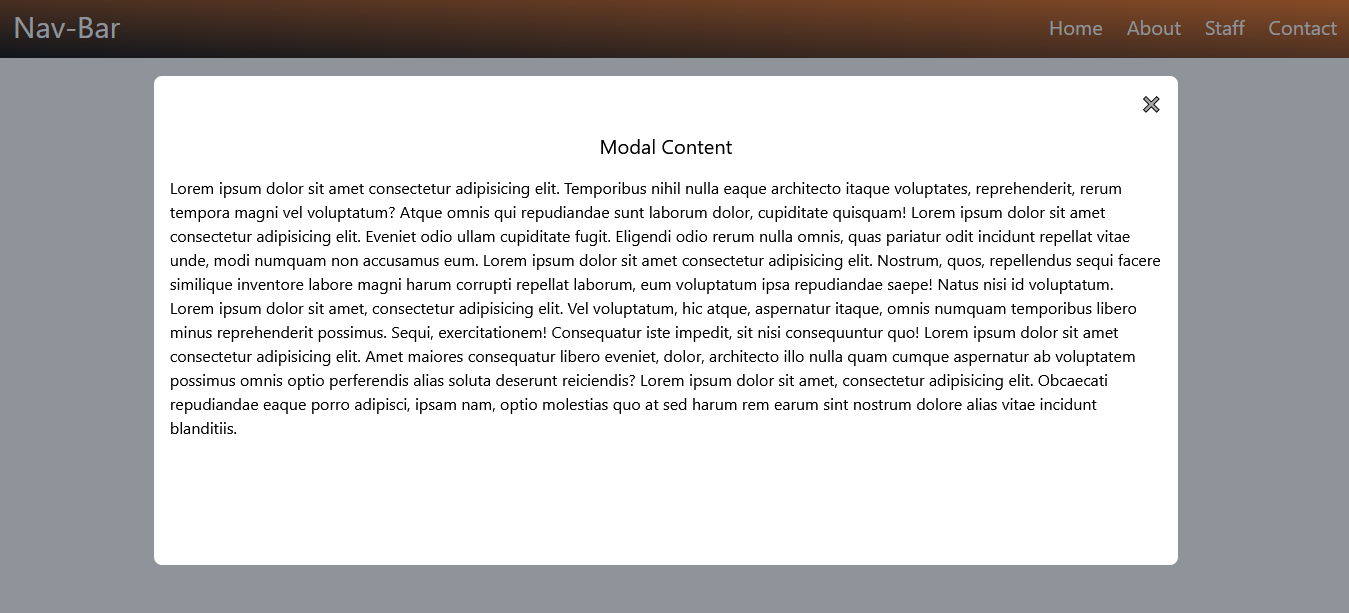 Nav-Bar
Home About Staff Contact
Modal Content
Lorem ipsum dolor sit amet consectetur adipisicing elit. Temporibus nihil nulla eaque architecto itaque voluptates, reprehenderit, rerum
tempora magni vel voluptatum? Atque omnis qui repudiandae sunt laborum dolor, cupiditate quisquam! Lorem ipsum dolor sit amet
consectetur adipisicing elit. Eveniet odio ullam cupiditate fugit. Eligendi odio rerum nulla omnis, quas pariatur odit incidunt repellat vitae
unde, modi numquam non accusamus eum. Lorem ipsum dolor sit amet consectetur adipisicing elit. Nostrum, quos, repellendus sequi facere
similique inventore labore magni harum corrupti repellat laborum, eum voluptatum ipsa repudiandae saepe! Natus nisi id voluptatum.
Lorem ipsum dolor sit amet, consectetur adipisicing elit. Vel voluptatum, hic atque, aspernatur itaque, omnis numquam temporibus libero
minus reprehenderit possimus. Sequi, exercitationem! Consequatur iste impedit, sit nisi consequuntur quo! Lorem ipsum dolor sit amet
consectetur adipisicing elit. Amet maiores consequatur libero eveniet, dolor, architecto illo nulla quam cumque aspernatur ab voluptatem
possimus omnis optio perferendis alias soluta deserunt reiciendis? Lorem ipsum dolor sit amet, consectetur adipisicing elit. Obcaecati
repudiandae eaque porro adipisci, ipsam nam, optio molestias quo at sed harum rem earum sint nostrum dolore alias vitae incidunt
blanditiis.